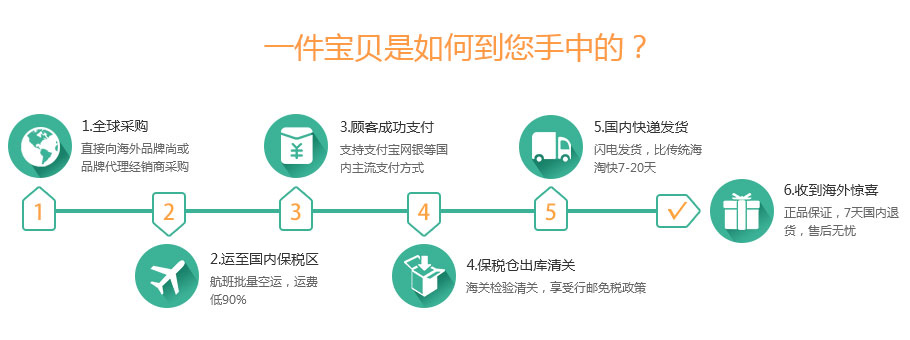 一件宝贝是如何到您手中的？
1.全球采购
直接向海外品牌尚或
品牌代理经销商采购
3.顾客成功支付
支持支付宝网银等国
内主流支付方式
¥
5.国内快递发货
闪电发货，比传统海
淘快7-20天
6.收到海外惊喜
正品保证，7天国内退
货，售后无忧
1
2
3
4
5
2.运至国内保税区
航班批量空运，运费
低90%
4.保税仓出库清关
海关检验清关，享受行邮免税政策